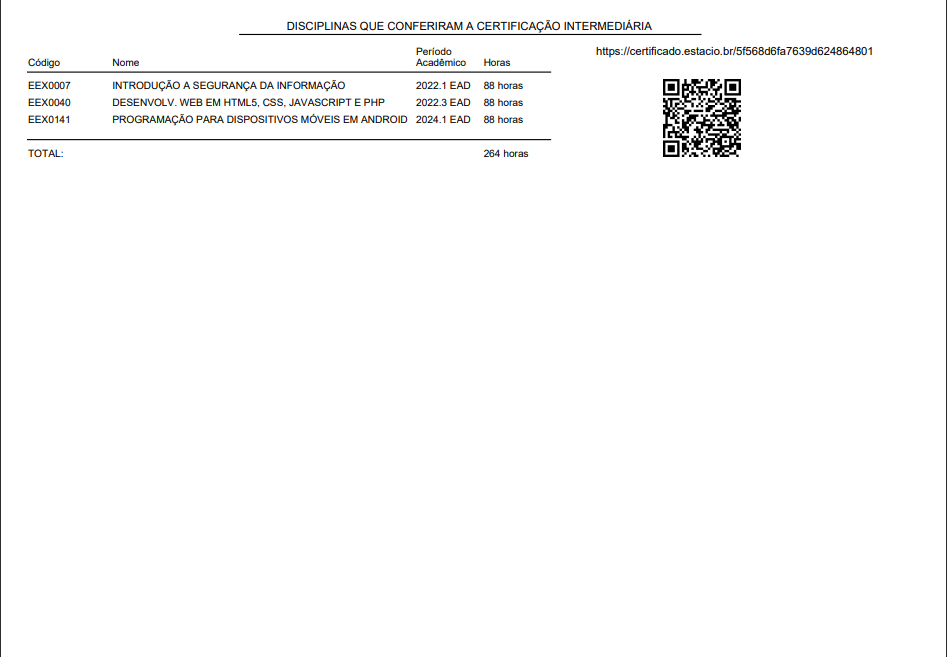 DISCIPLINAS QUE CONFERIRAM A CERTIFICAÇÃO INTERMEDIÁRIA
https://certificado.estacio.br/5f568d6fa7639d624864801
Código Nome Período Acadêmico Horas
EEX0007 INTRODUÇÃO A SEGURANÇA DA INFORMAÇÃO 2022.1 EAD 88 horas
EEX0040 DESENVOLV. WEB EM HTML5, CSS, JAVASCRIPT E PHP 2022.3 EAD 88 horas
EEX0141 PROGRAMAÇÃO PARA DISPOSITIVOS MÓVEIS EM ANDROID 2024.1 EAD 88 horas
TOTAL: 264 horas